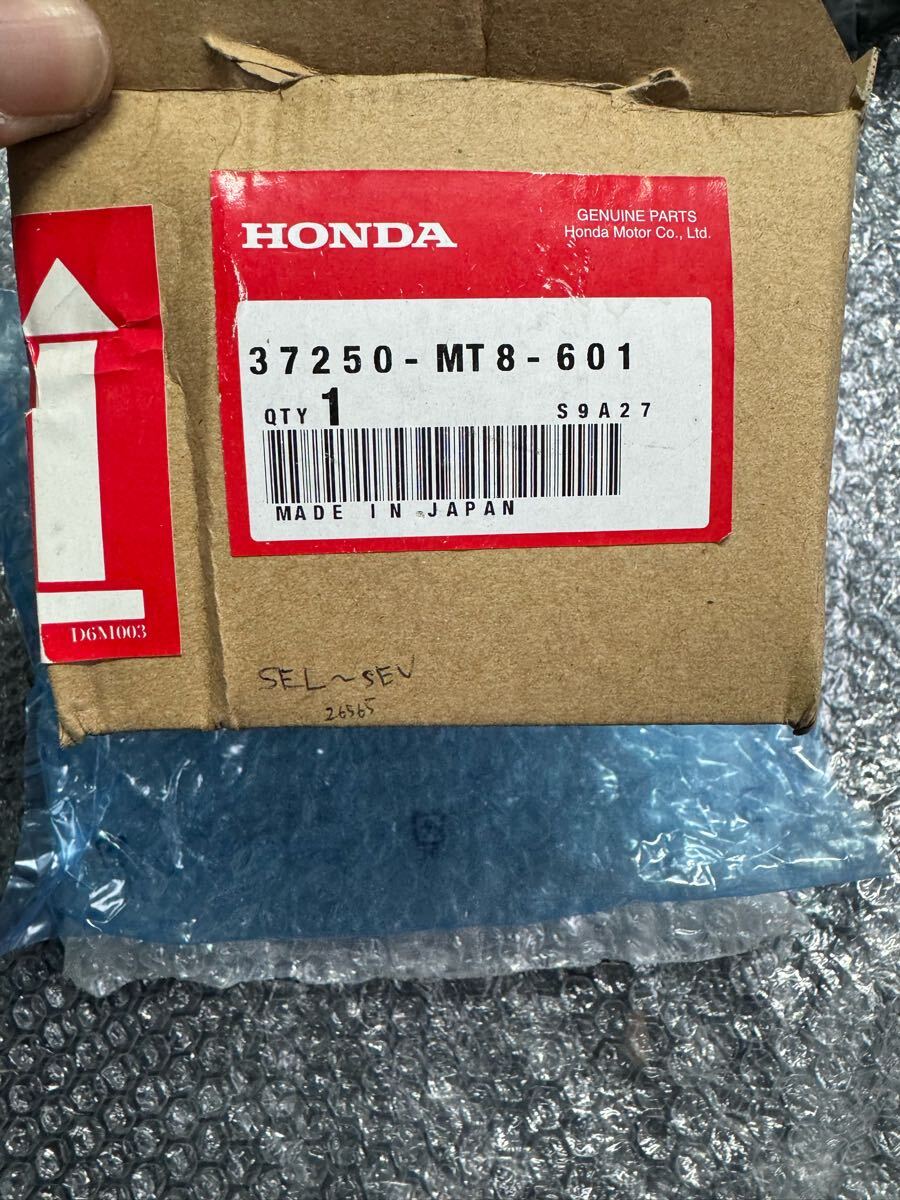 HONDA
GENUINE PARTS
Honda Motor Co., Ltd.
37250-MT8-601
QTY 1
S9A27
MADE IN JAPAN
D6M003
SEL~SEV
26565